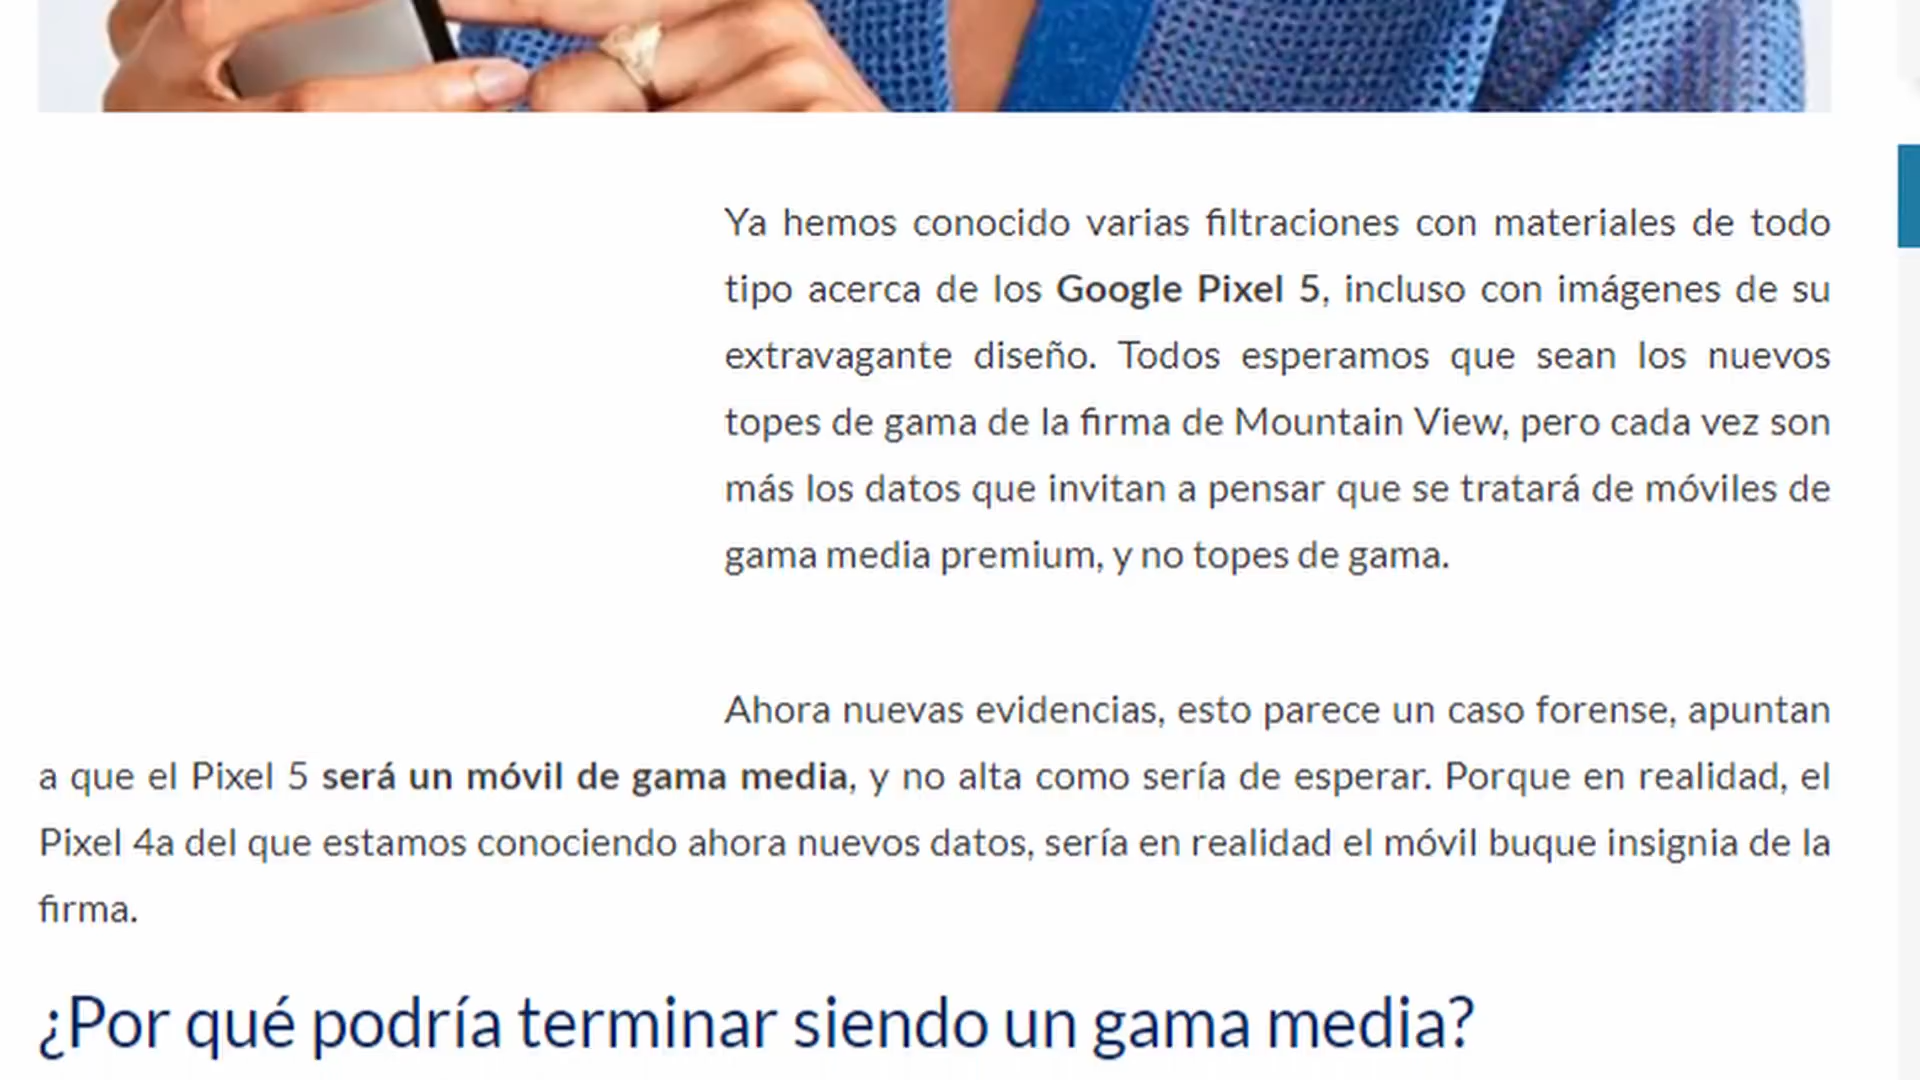 Ya hemos conocido varias filtraciones con materiales de todo
tipo acerca de los Google Pixel 5, incluso con imágenes de su
extravagante diseño. Todos esperamos que sean los nuevos
topes de gama de la firma de Mountain View, pero cada vez son
más los datos que invitan a pensar que se tratará de móviles de
gama media premium, y no topes de gama.
Ahora nuevas evidencias, esto parece un caso forense, apuntan
a que el Pixel 5 será un móvil de gama media, y no alta como sería de esperar. Porque en realidad, el
Pixel 4a del que estamos conociendo ahora nuevos datos, sería en realidad el móvil buque insignia de la
firma.
¿Por qué podría terminar siendo un gama media?